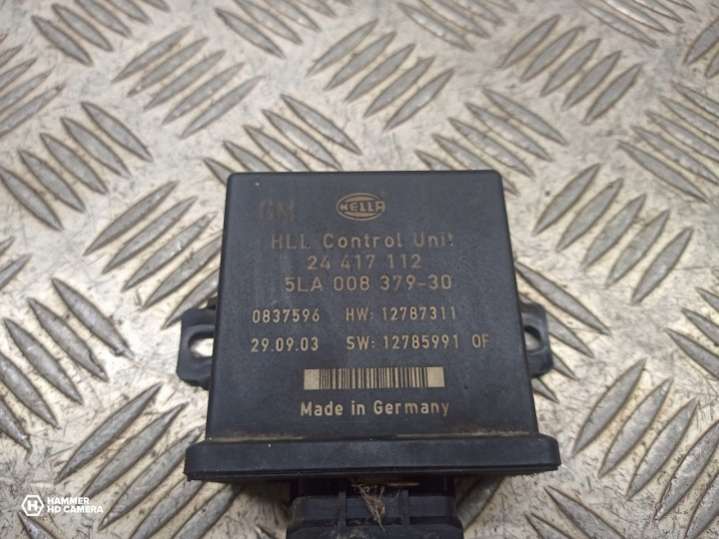 GM HELLA
HLL Control Unit
24 417 112
5LA 008 379-30
0837596 HW: 12787311
29.09.03 SW: 12785991 OF
Made in Germany
HAMMER
HD CAMERA